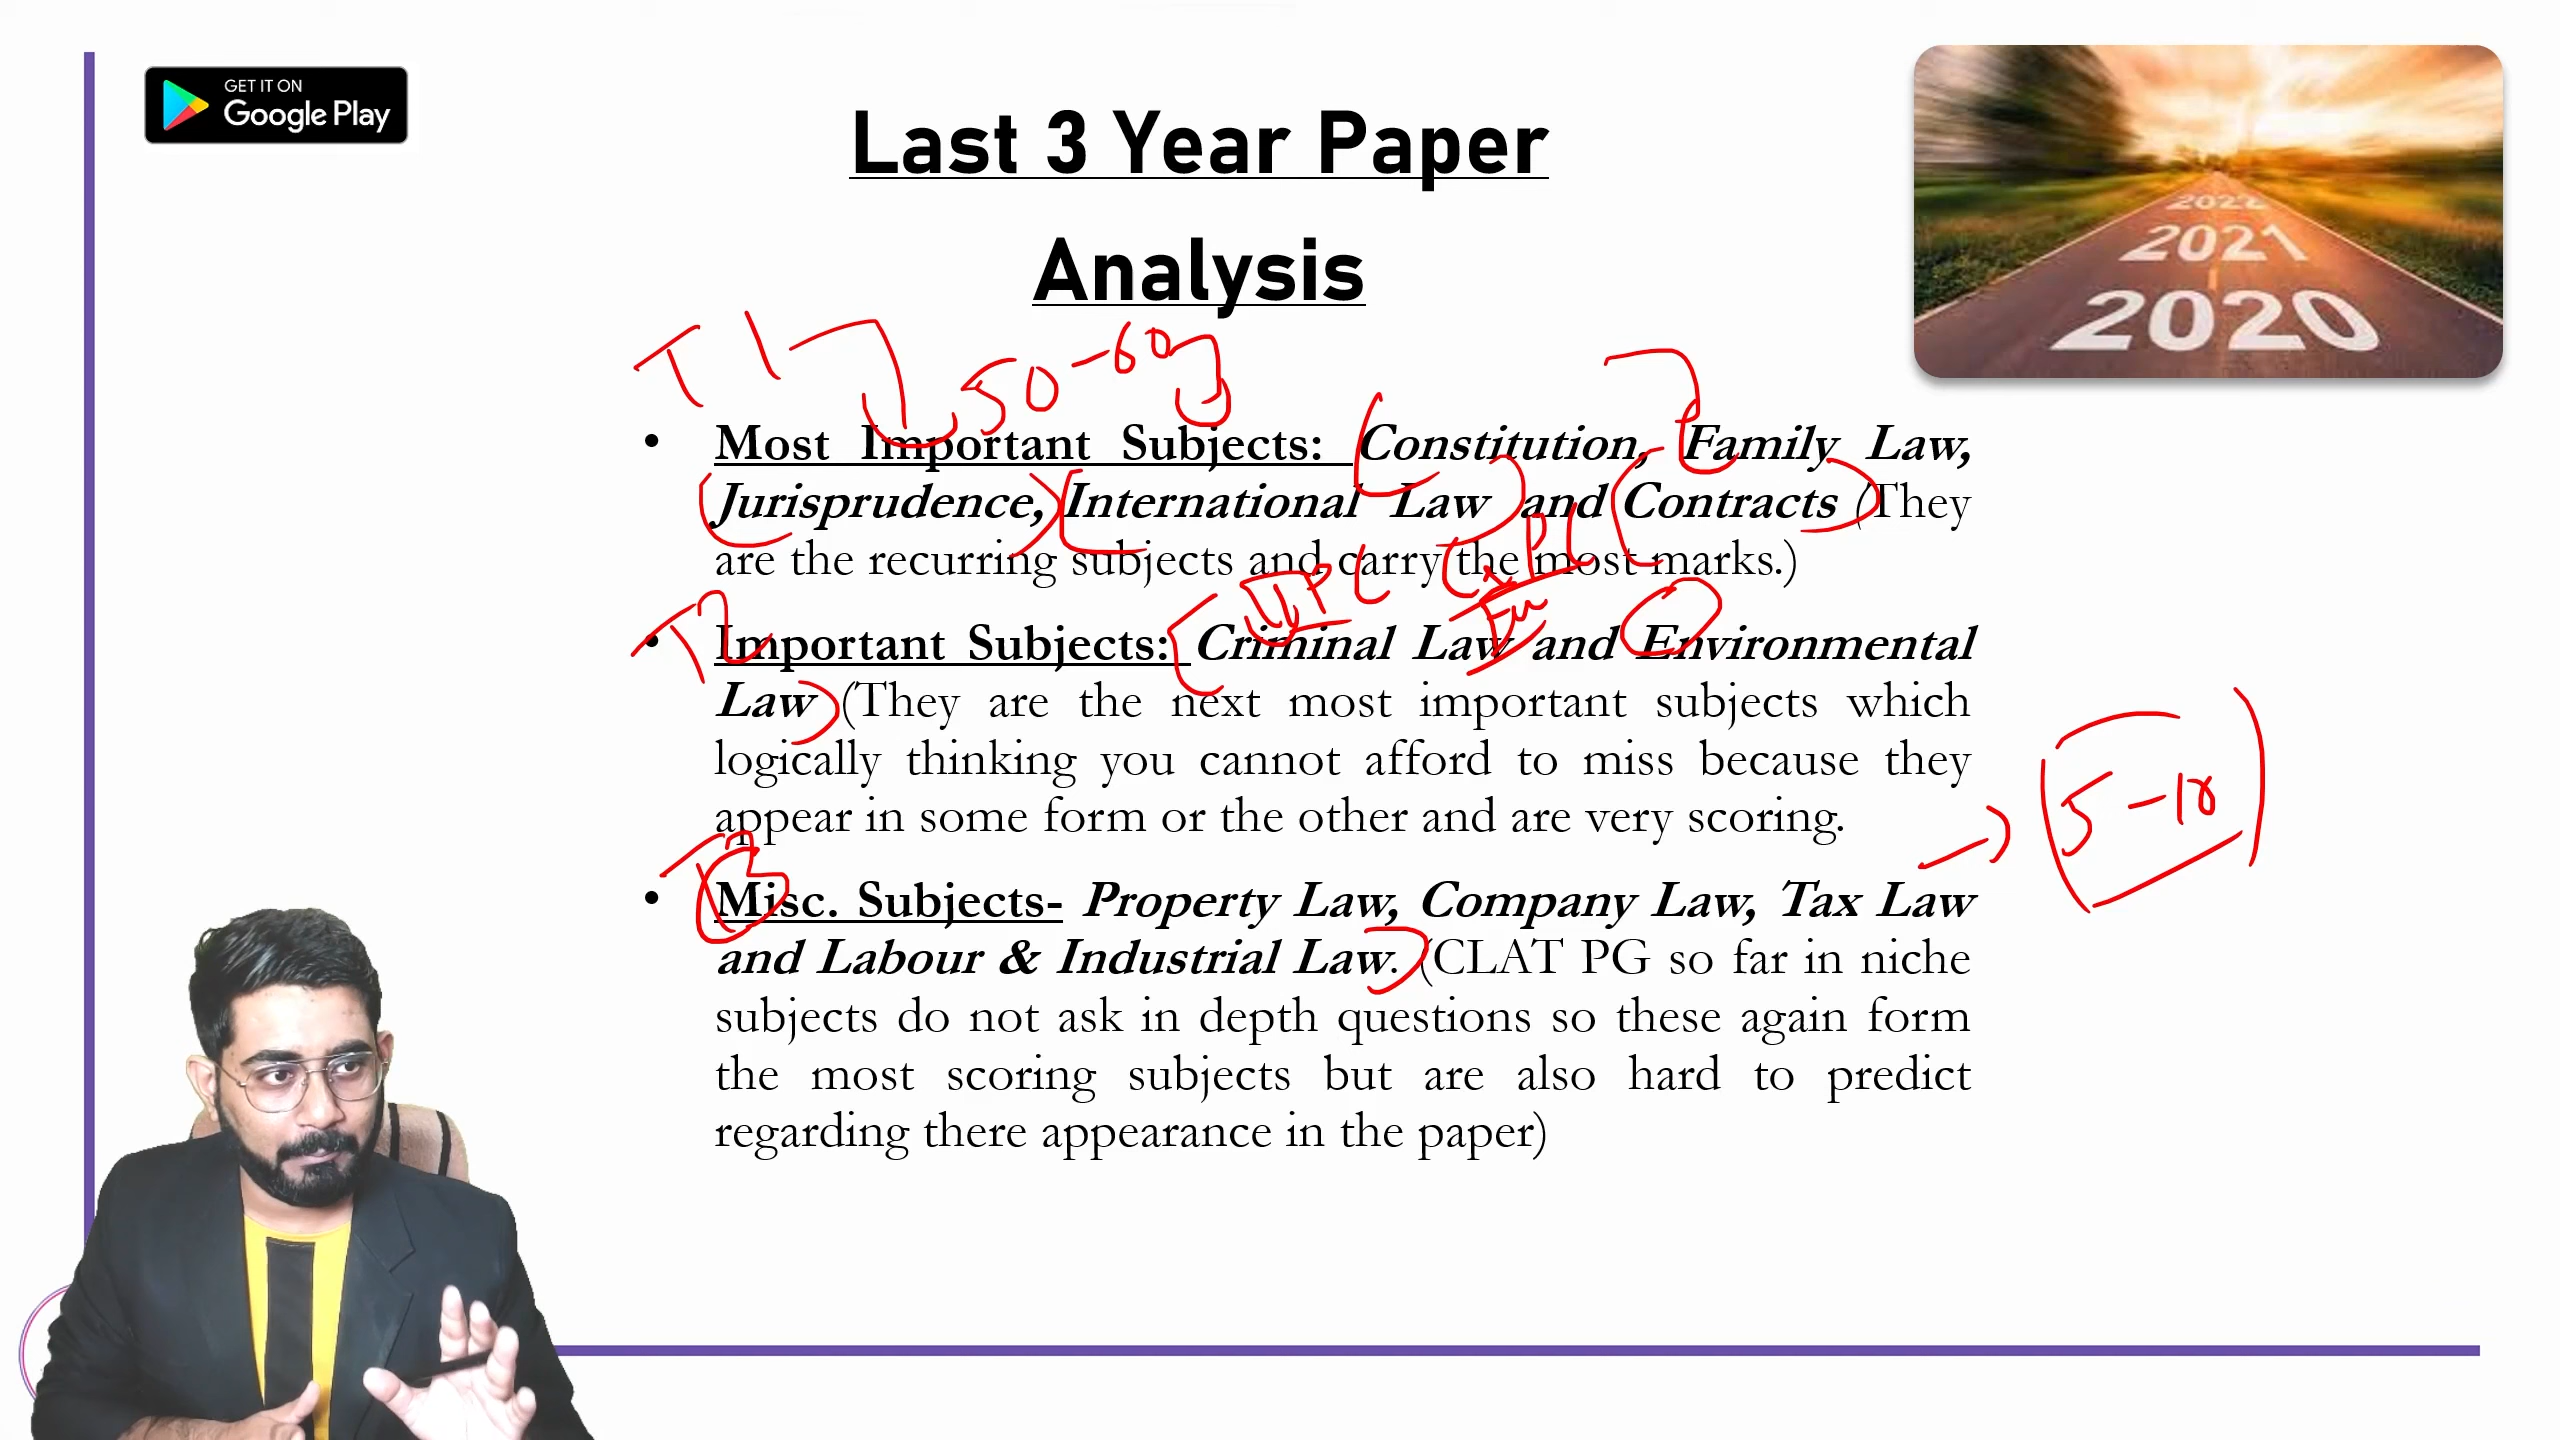 GET IT ON
Google Play
Last 3 Year Paper
Analysis
2022
2021
2020
T1
50-60
• Most Important Subjects: Constitution, Family Law,
Jurisprudence, International Law and Contracts (They
are the recurring subjects and carry the most marks.)
T2
IPC
• Important Subjects: Criminal Law and Environmental
Law (They are the next most important subjects which
logically thinking you cannot afford to miss because they
appear in some form or the other and are very scoring.
5-10
T3
• Misc. Subjects- Property Law, Company Law, Tax Law
and Labour & Industrial Law. (CLAT PG so far in niche
subjects do not ask in depth questions so these again form
the most scoring subjects but are also hard to predict
regarding there appearance in the paper)